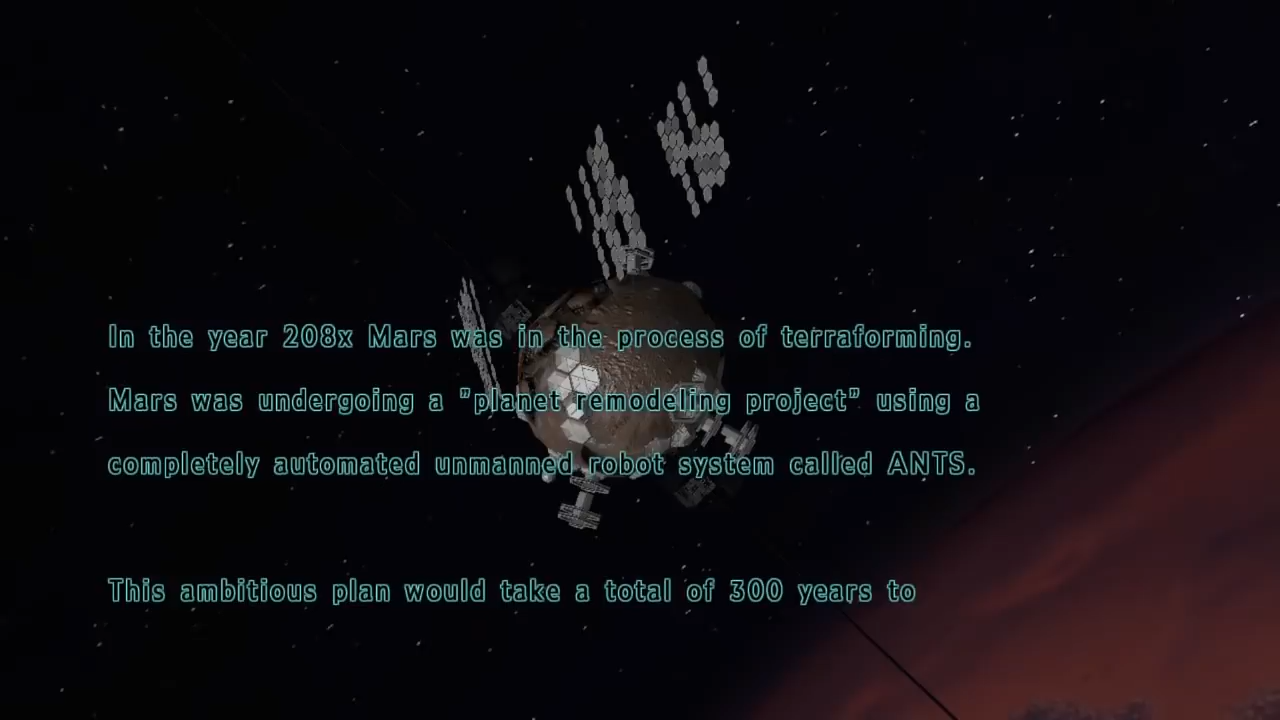 In the year 208x Mars was in the process of terraforming.
Mars was undergoing a "planet remodeling project" using a
completely automated unmanned robot system called ANTS.
This ambitious plan would take a total of 300 years to